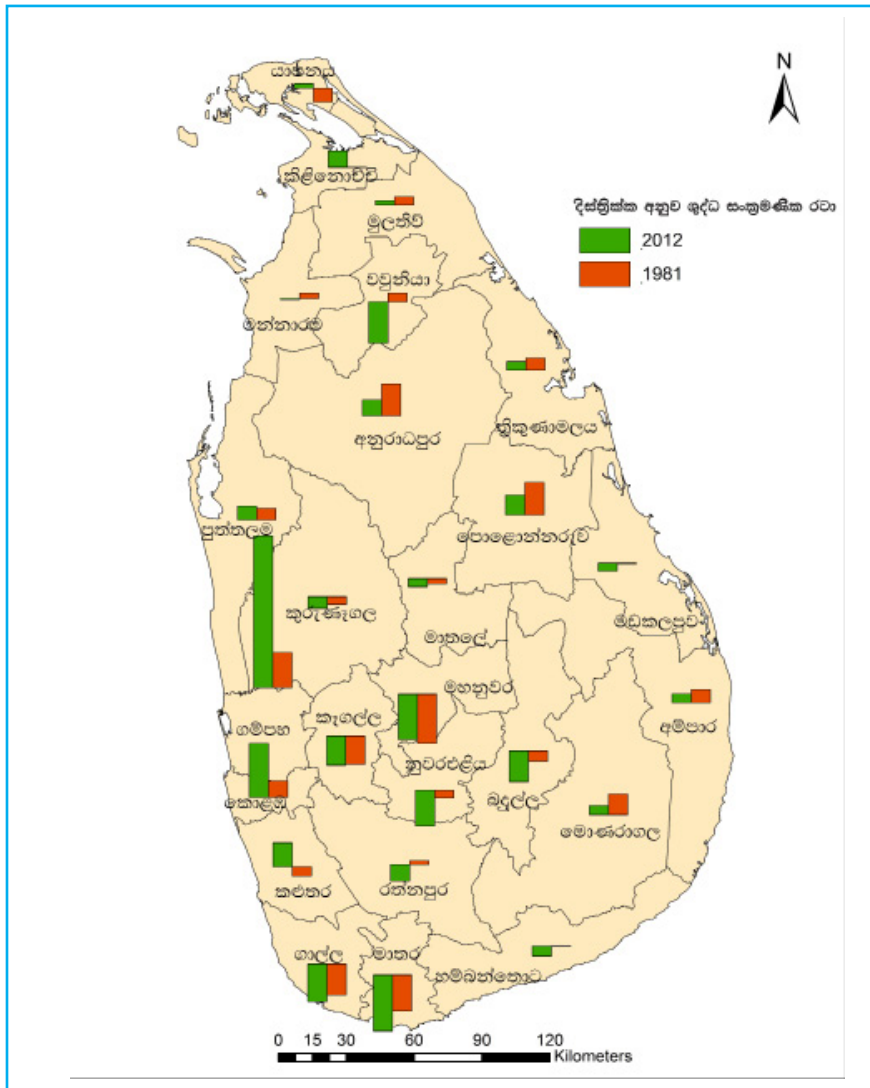 N
යාපනය
කිළිනොච්චි
දිස්ත්‍රික්ක අනුව ශුද්ධ සංක්‍රමණික රටා
2012
1981
මුලතිව්
වවුනියා
මන්නාරම
අනුරාධපුර
ත්‍රිකුණාමලය
පුත්තලම
පොළොන්නරුව
කුරුණෑගල
මඩකලපුව
මාතලේ
මහනුවර
කෑගල්ල
අම්පාර
ගම්පහ
නුවරඑළිය
බදුල්ල
කොළඹ
මොණරාගල
කළුතර
රත්නපුර
ගාල්ල
මාතර
හම්බන්තොට
0 15 30 60 90 120
Kilometers